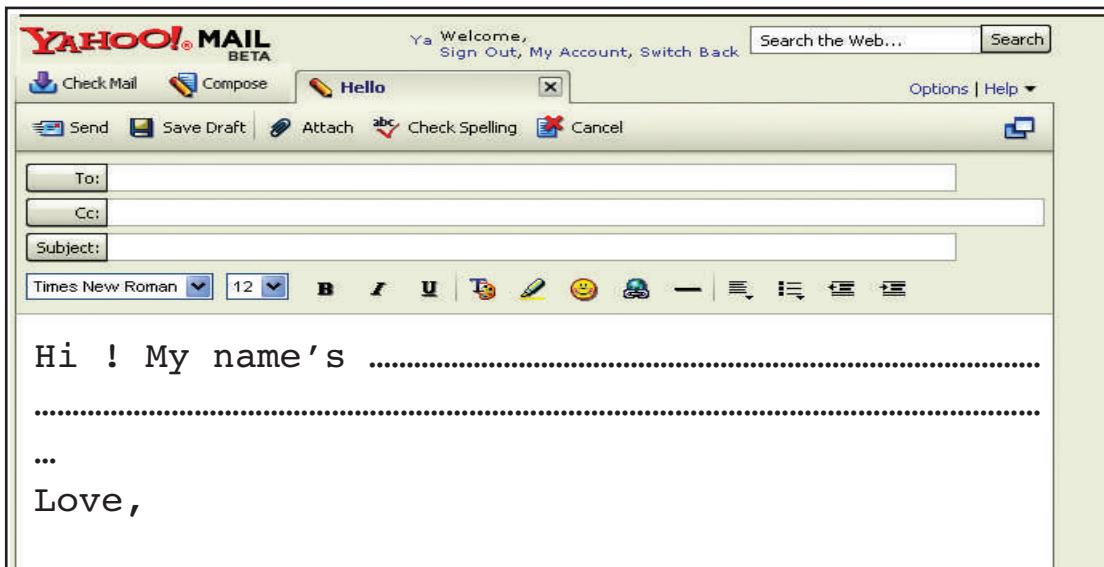 YAHOO!® MAIL
BETA
Ya Welcome,
Sign Out, My Account, Switch Back
Search the Web...
Search
Check Mail
Compose
Hello
Options | Help
Send
Save Draft
Attach
abc
Check Spelling
Cancel
To:
Cc:
Subject:
Times New Roman
12
B
I
U
T
Hi ! My name’s ……………………………………………………………………………
……………………………………………………………………………………………………………………
…
Love,